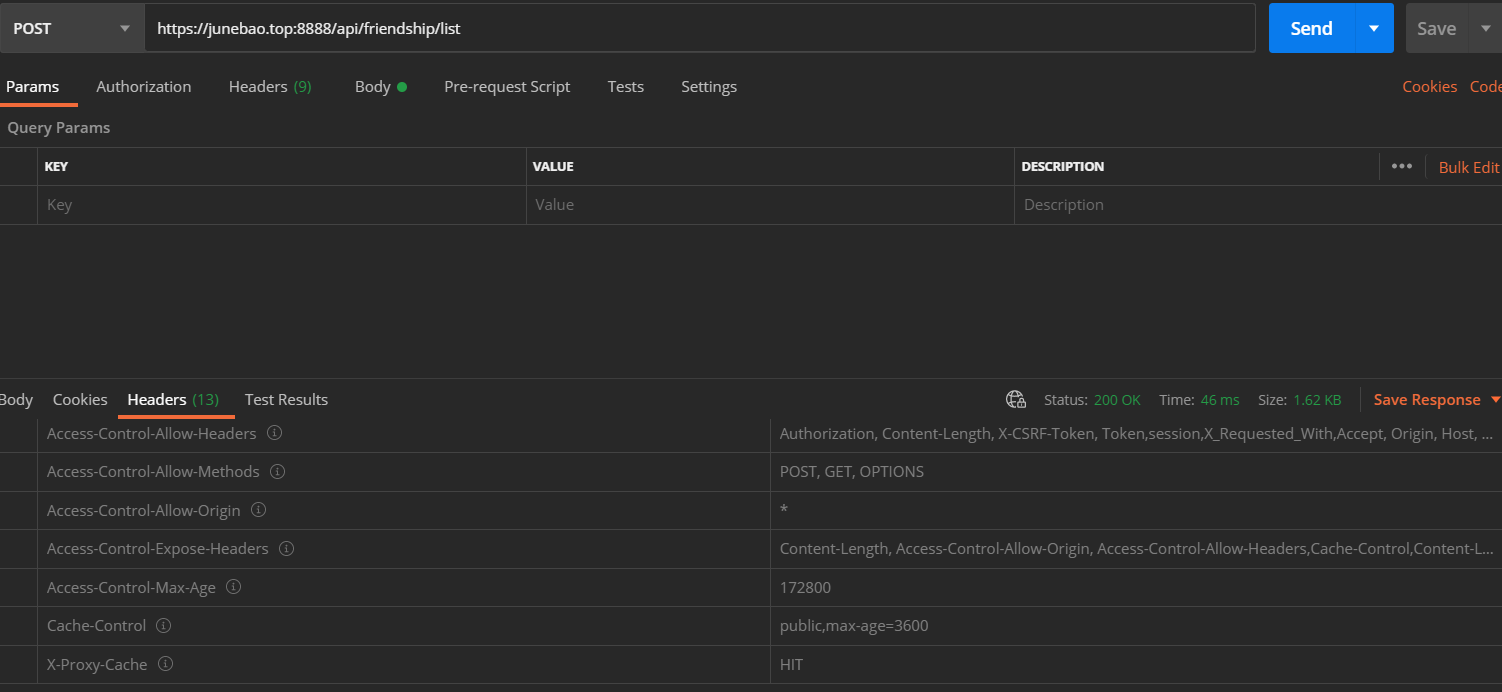 POST https://junebao.top:8888/api/friendship/list Send Save
Params Authorization Headers (9) Body Pre-request Script Tests Settings Cookies Code
Query Params
KEY VALUE DESCRIPTION ••• Bulk Edit
Key Value Description
Body Cookies Headers (13) Test Results Status: 200 OK Time: 46 ms Size: 1.62 KB Save Response
Access-Control-Allow-Headers Authorization, Content-Length, X-CSRF-Token, Token,session,X_Requested_With,Accept, Origin, Host, ...
Access-Control-Allow-Methods POST, GET, OPTIONS
Access-Control-Allow-Origin *
Access-Control-Expose-Headers Content-Length, Access-Control-Allow-Origin, Access-Control-Allow-Headers,Cache-Control,Content-L...
Access-Control-Max-Age 172800
Cache-Control public,max-age=3600
X-Proxy-Cache HIT